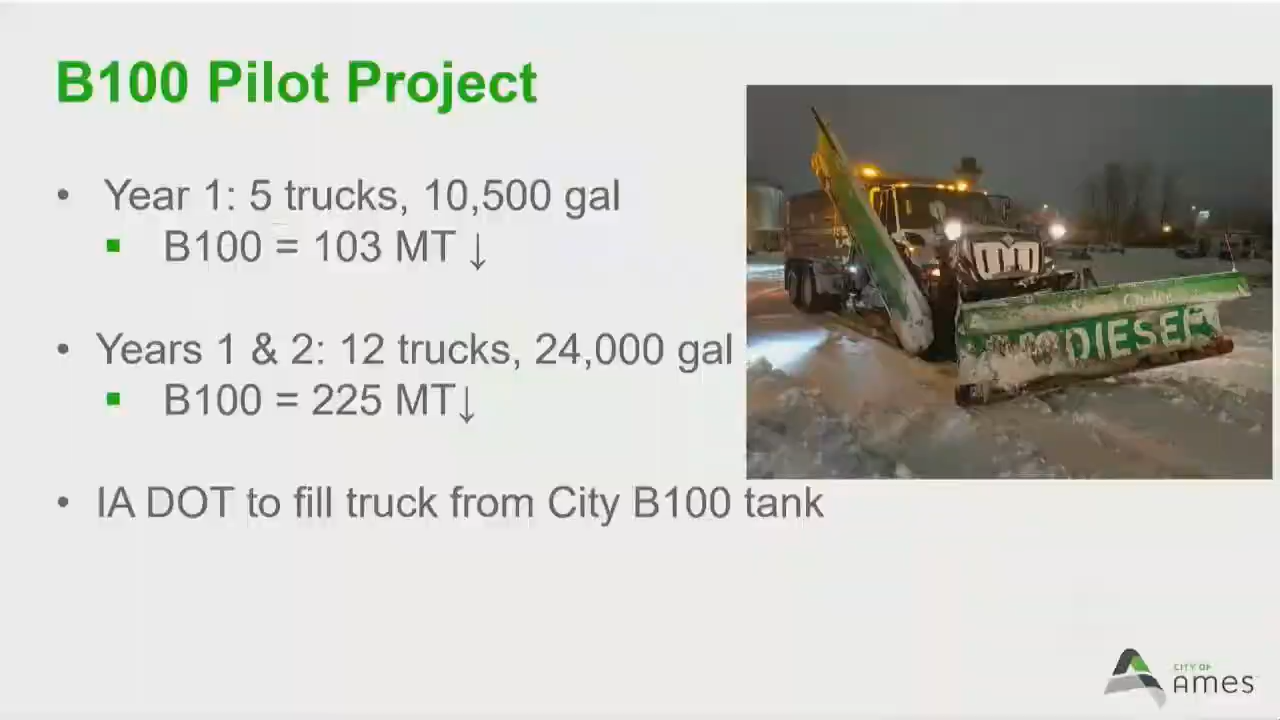 B100 Pilot Project
• Year 1: 5 trucks, 10,500 gal
▪ B100 = 103 MT ↓
• Years 1 & 2: 12 trucks, 24,000 gal
▪ B100 = 225 MT↓
DIESEL
• IA DOT to fill truck from City B100 tank
CITY OF
Ames